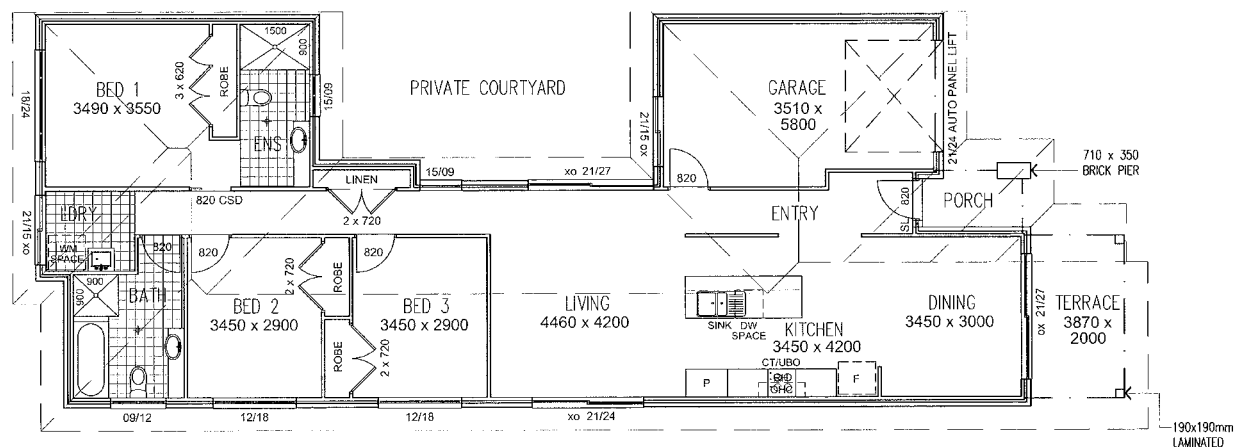 1500
900
BED 1
3490 x 3550
3 x 620
ROBE
ENS
18/24
15/09
PRIVATE COURTYARD
21/15 ox
GARAGE
3510 x
5800
21/24 AUTO PANEL LIFT
710 x 350
BRICK PIER
15/09
xo 21/27
820
LINEN
2 x 720
820 CSD
LDRY
21/15 xo
WM
SPACE
820
820
820
ENTRY
820
SL
PORCH
900
900
BATH
BED 2
3450 x 2900
2 x 720
ROBE
ROBE
2 x 720
BED 3
3450 x 2900
LIVING
4460 x 4200
SINK
DW
SPACE
KITCHEN
3450 x 4200
CT/UBO
P
F
DINING
3450 x 3000
ox 21/27
TERRACE
3870 x
2000
09/12
12/18
12/18
xo 21/24
190x190mm
LAMINATED